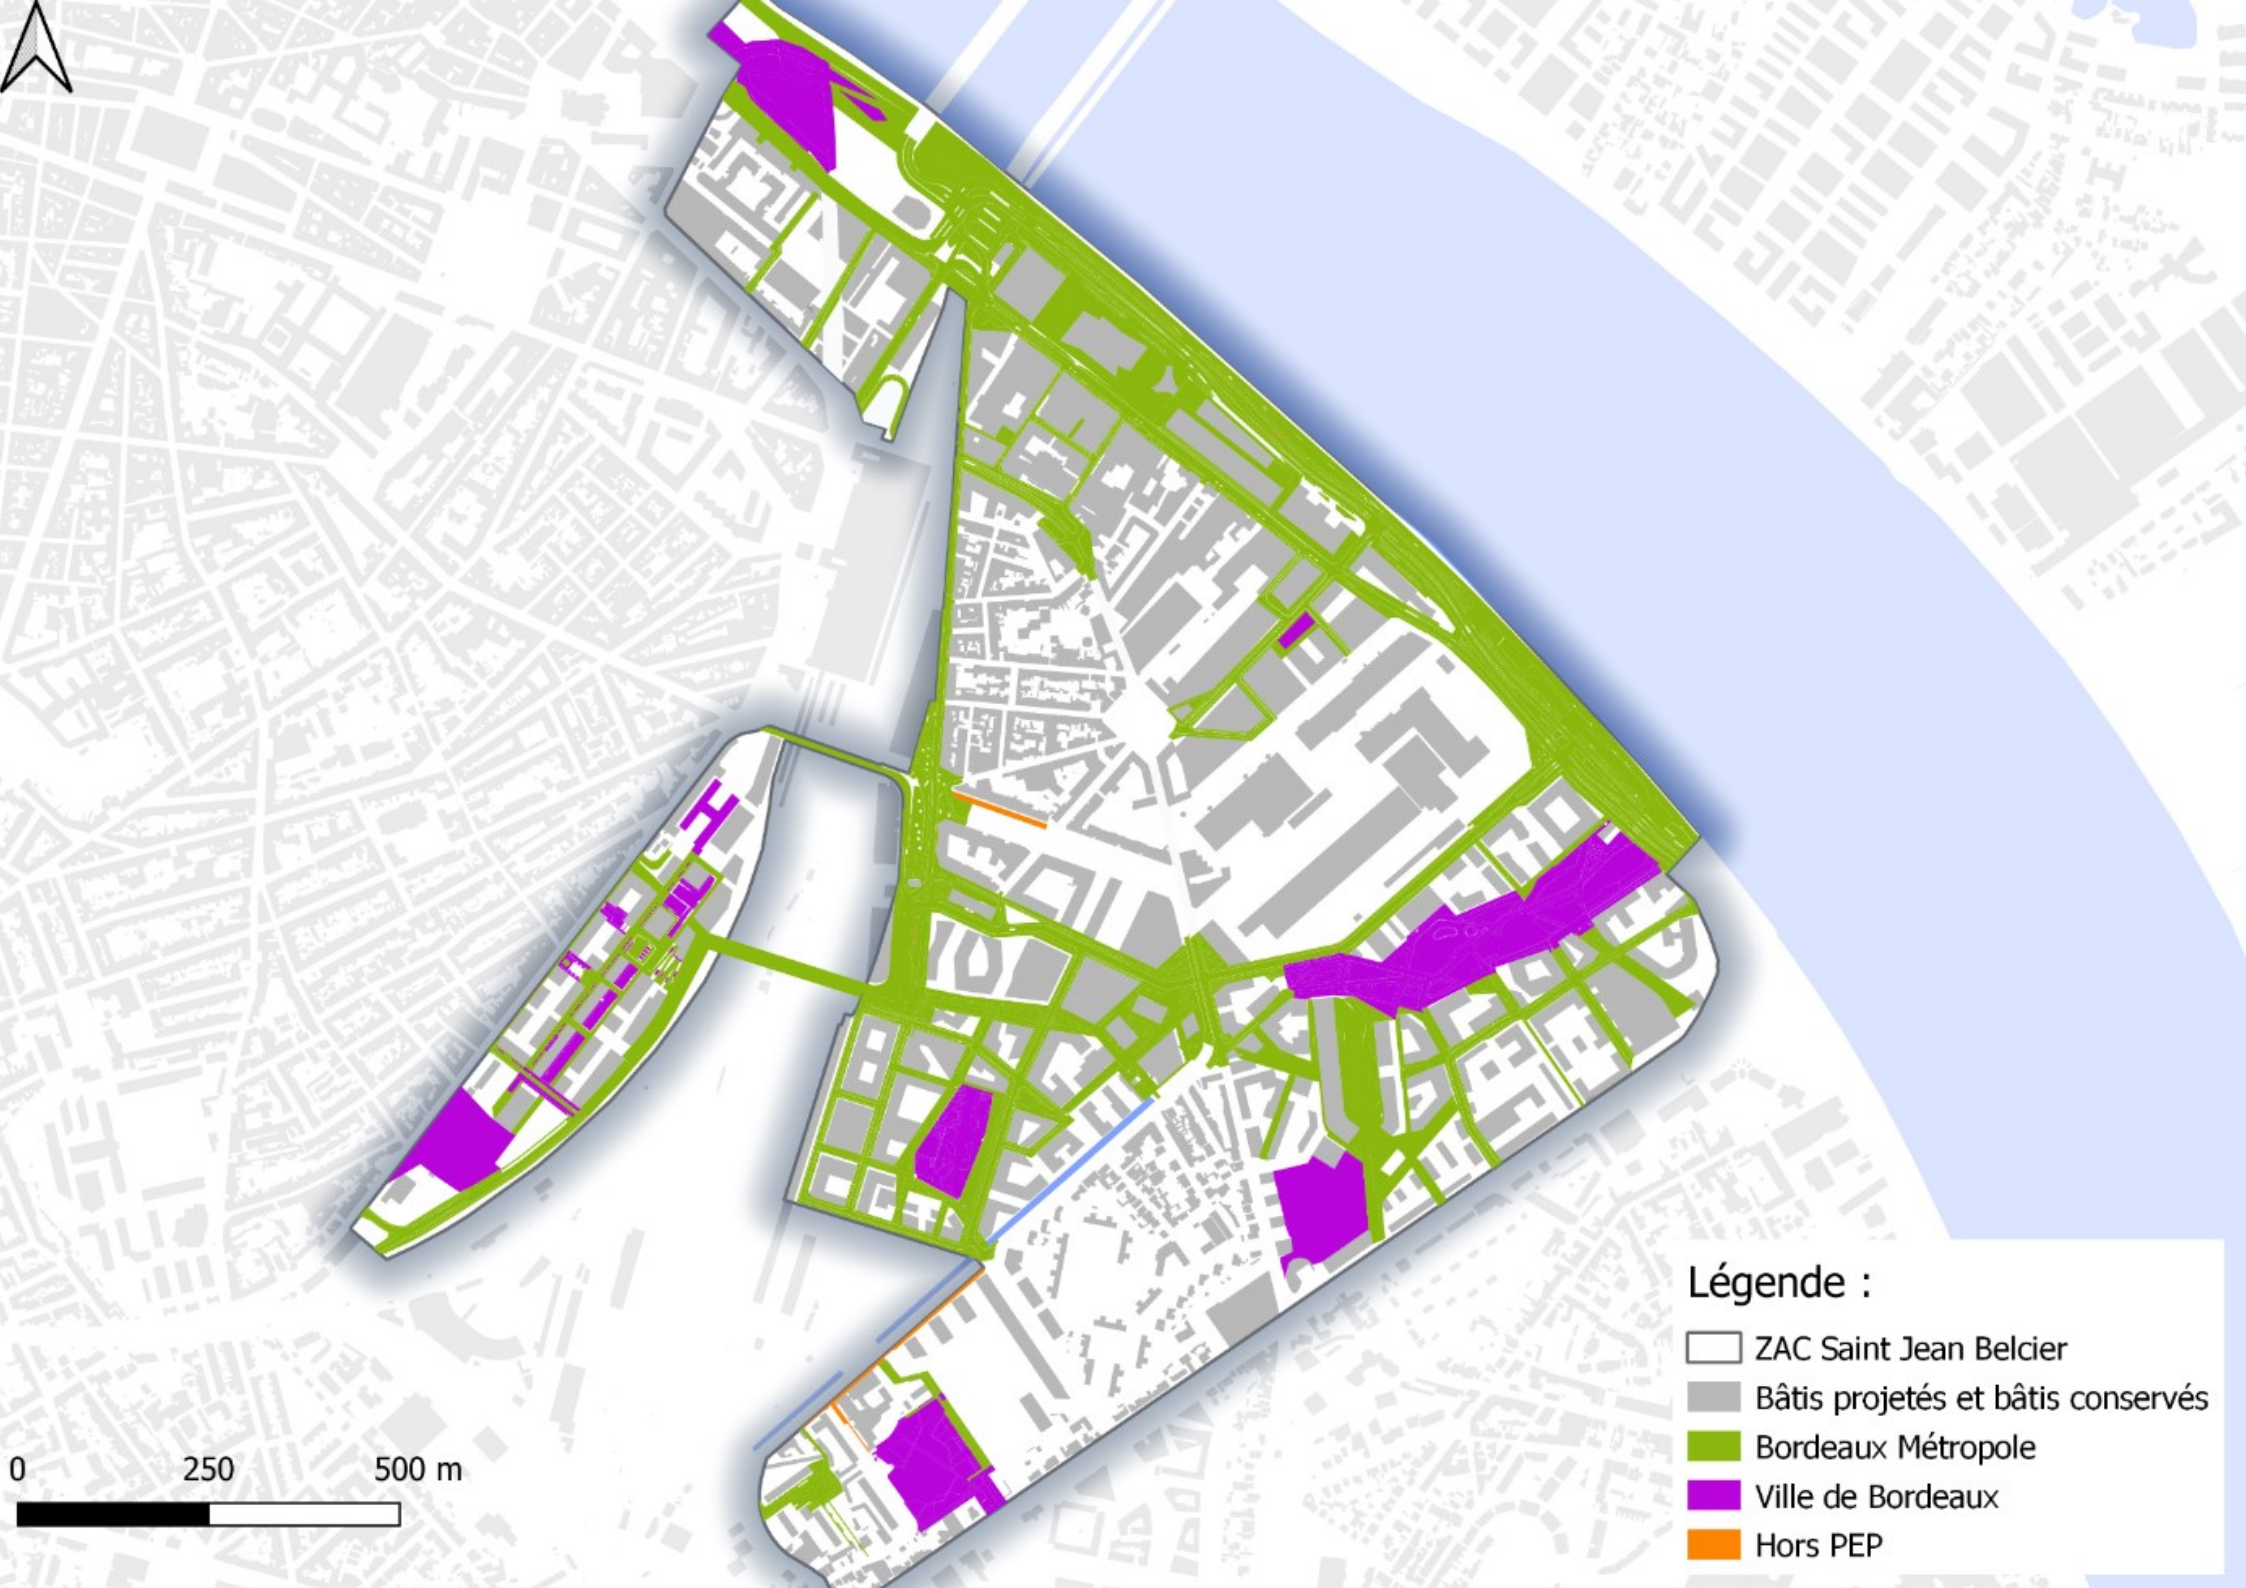 Légende :
ZAC Saint Jean Belcier
Bâtis projetés et bâtis conservés
Bordeaux Métropole
Ville de Bordeaux
Hors PEP
0 250 500 m